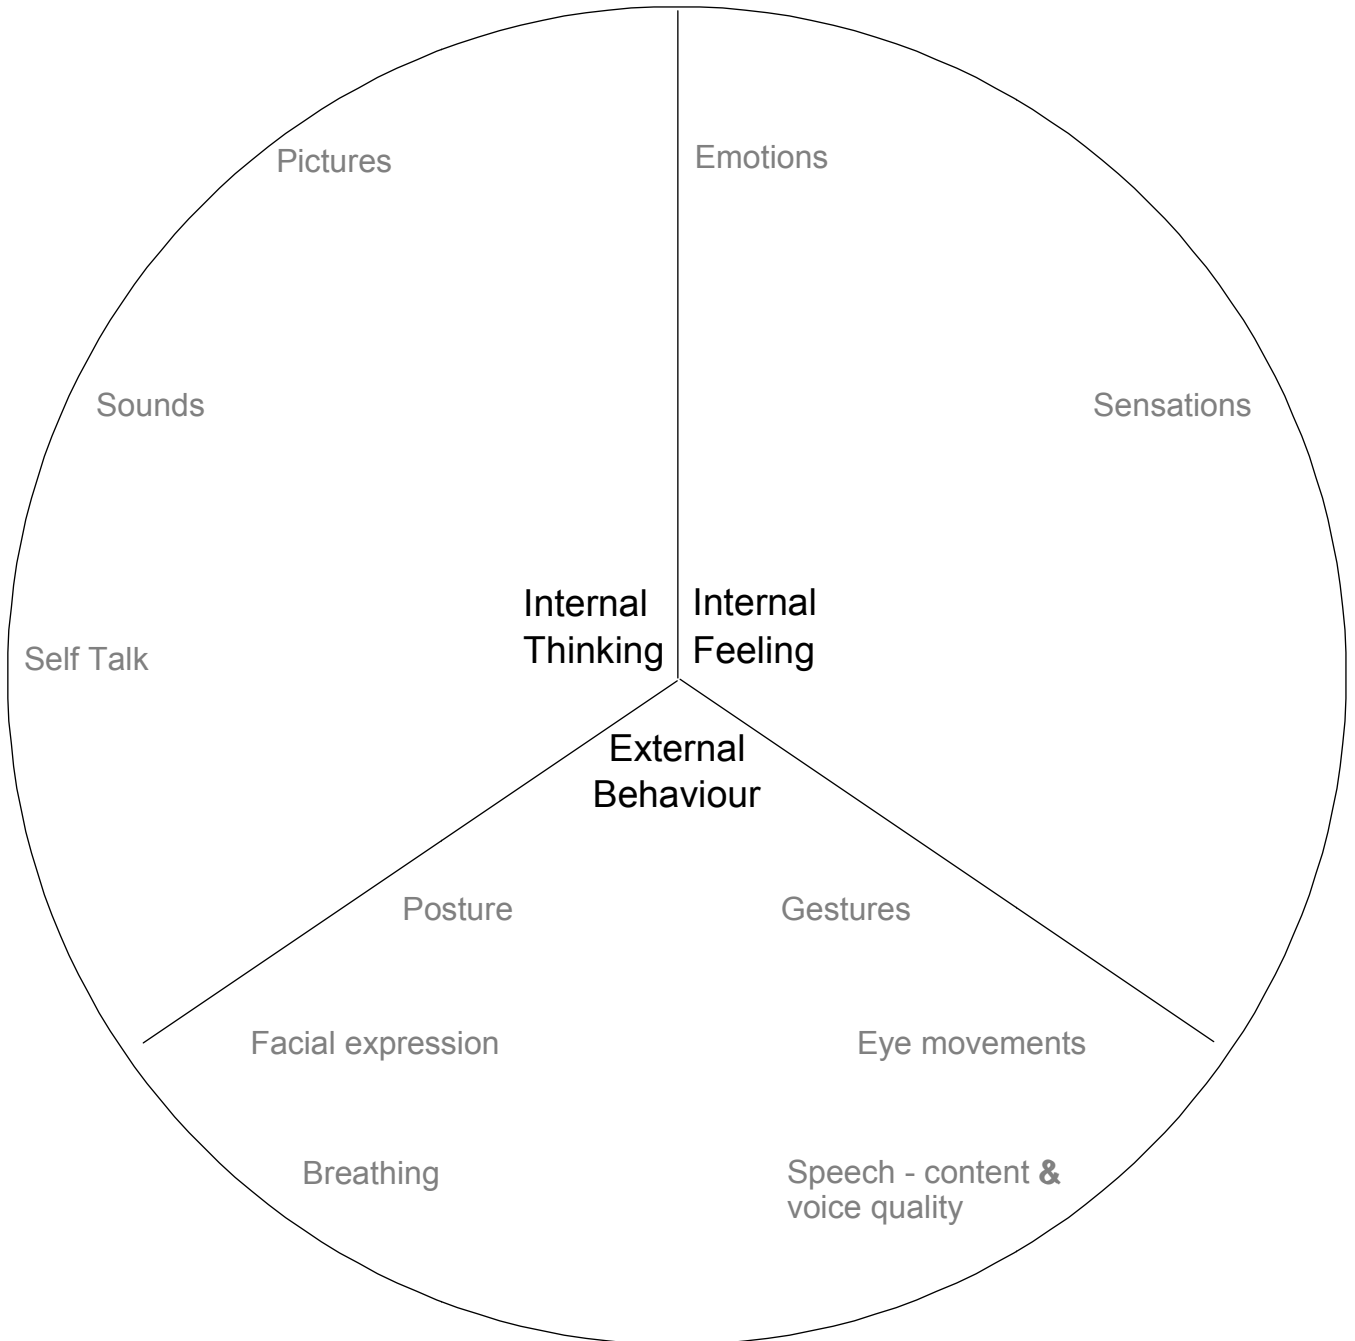 Pictures
Emotions
Sounds
Sensations
Internal
Thinking
Internal
Feeling
Self Talk
External
Behaviour
Posture
Gestures
Facial expression
Eye movements
Breathing
Speech - content &
voice quality